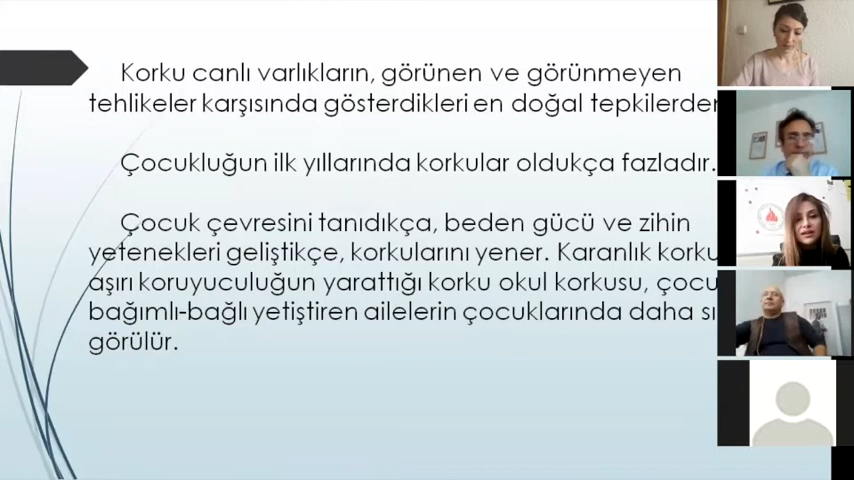 Korku canlı varlıkların, görünen ve görünmeyen
tehlikeler karşısında gösterdikleri en doğal
Çocukluğun ilk yıllarında korkular oldukça fazladır.
Çocuk çevresini tanıdıkça, beden gücü ve zihin
yetenekleri geliştikçe, korkularını yener. Karanlık
aşırı koruyuculuğun yarattığı korku okul korkusu,
bağımlı-bağlı yetiştiren ailelerin çocuklarında daha
görülür.